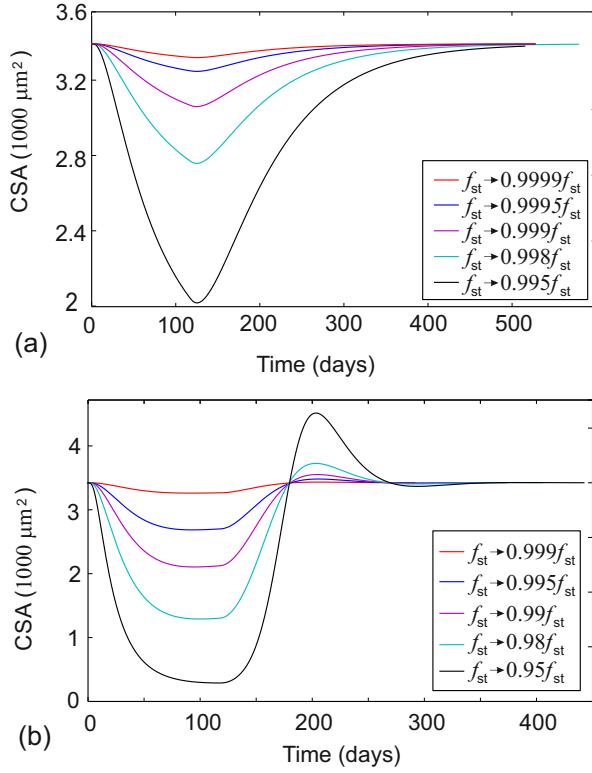 3.6
3.2
2.8
2.4
2
CSA (1000 µm²)
f_st→0.9999f_st
f_st→0.9995f_st
f_st→0.999f_st
f_st→0.998f_st
f_st→0.995f_st
0 100 200 300 400 500
Time (days)
(a)
4
3
2
1
0
CSA (1000 µm²)
f_st→0.999f_st
f_st→0.995f_st
f_st→0.99f_st
f_st→0.98f_st
f_st→0.95f_st
0 100 200 300 400
Time (days)
(b)